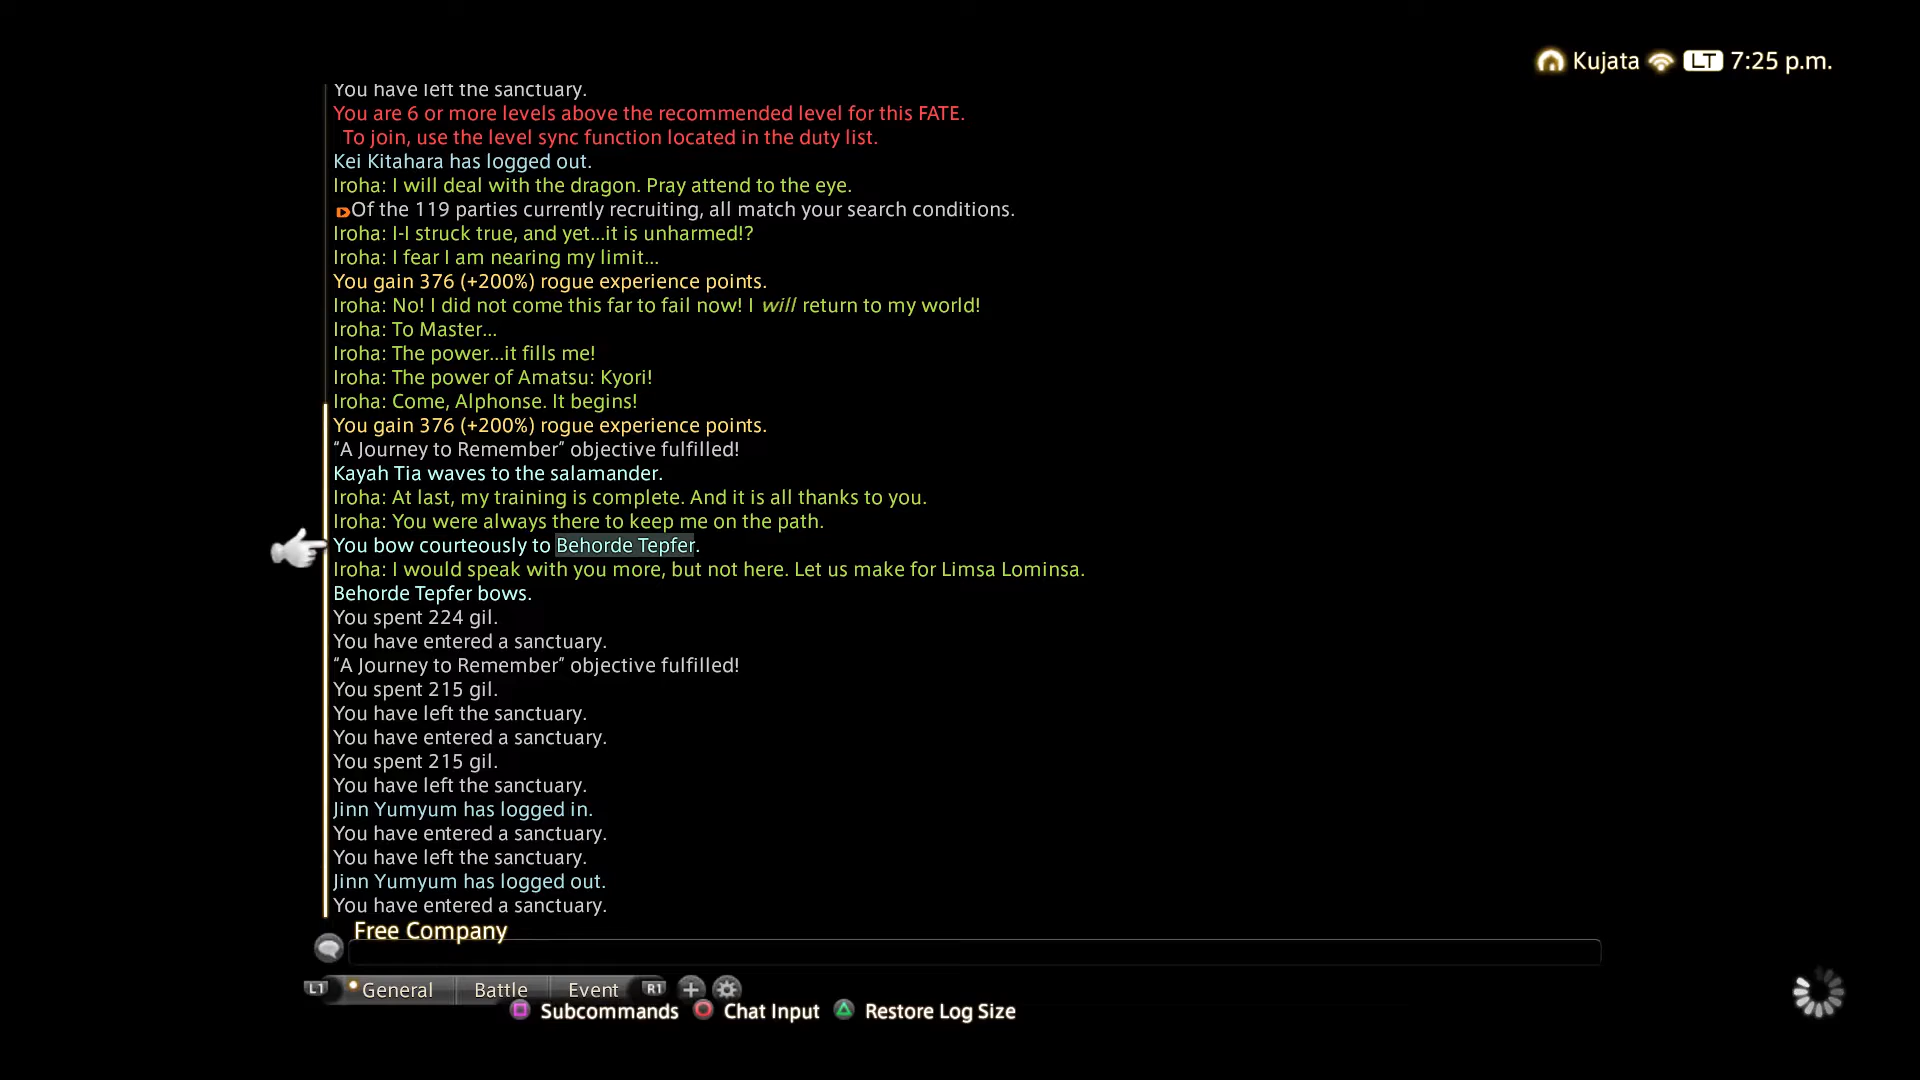 Kujata LT 7:25 p.m.
You have left the sanctuary.
You are 6 or more levels above the recommended level for this FATE.
To join, use the level sync function located in the duty list.
Kei Kitahara has logged out.
Iroha: I will deal with the dragon. Pray attend to the eye.
Of the 119 parties currently recruiting, all match your search conditions.
Iroha: I-I struck true, and yet...it is unharmed!?
Iroha: I fear I am nearing my limit...
You gain 376 (+200%) rogue experience points.
Iroha: No! I did not come this far to fail now! I will return to my world!
Iroha: To Master...
Iroha: The power...it fills me!
Iroha: The power of Amatsu: Kyori!
Iroha: Come, Alphonse. It begins!
You gain 376 (+200%) rogue experience points.
“A Journey to Remember” objective fulfilled!
Kayah Tia waves to the salamander.
Iroha: At last, my training is complete. And it is all thanks to you.
Iroha: You were always there to keep me on the path.
You bow courteously to Behorde Tepfer.
Iroha: I would speak with you more, but not here. Let us make for Limsa Lominsa.
Behorde Tepfer bows.
You spent 224 gil.
You have entered a sanctuary.
“A Journey to Remember” objective fulfilled!
You spent 215 gil.
You have left the sanctuary.
You have entered a sanctuary.
You spent 215 gil.
You have left the sanctuary.
Jinn Yumyum has logged in.
You have entered a sanctuary.
You have left the sanctuary.
Jinn Yumyum has logged out.
You have entered a sanctuary.
Free Company
L1 General Battle Event R1
Subcommands Chat Input Restore Log Size